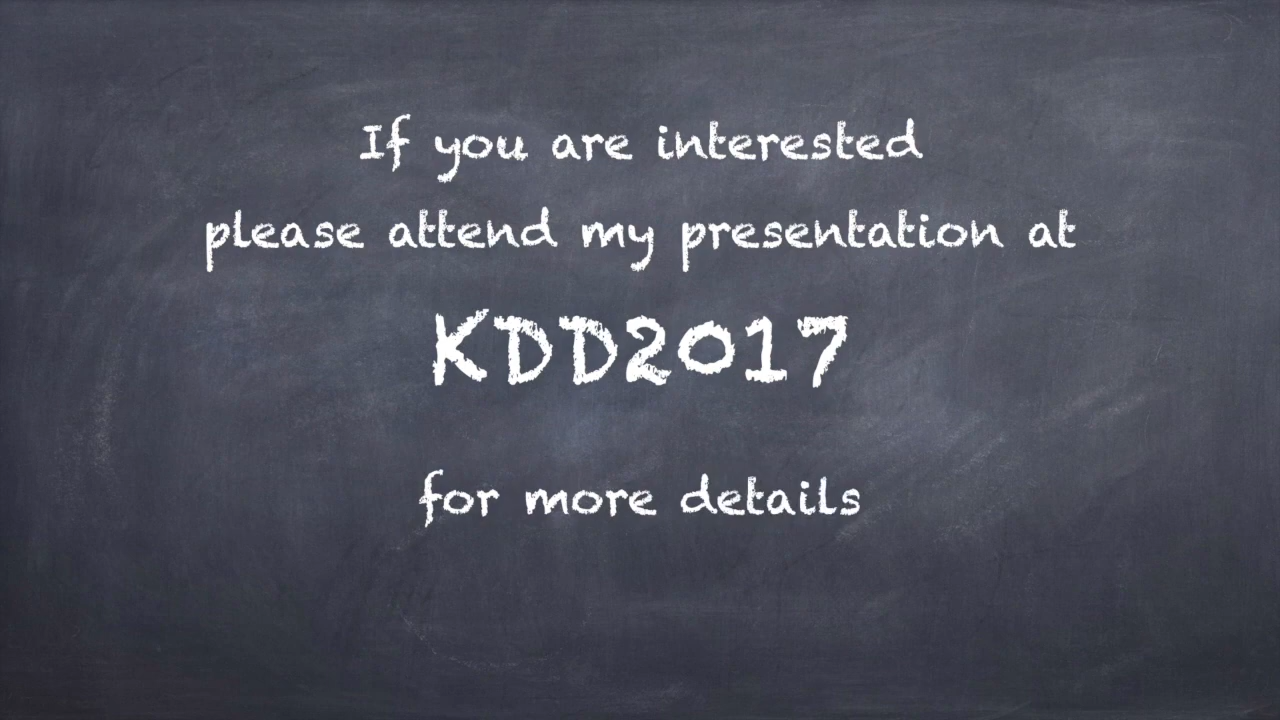 If you are interested
please attend my presentation at
KDD2017
for more details